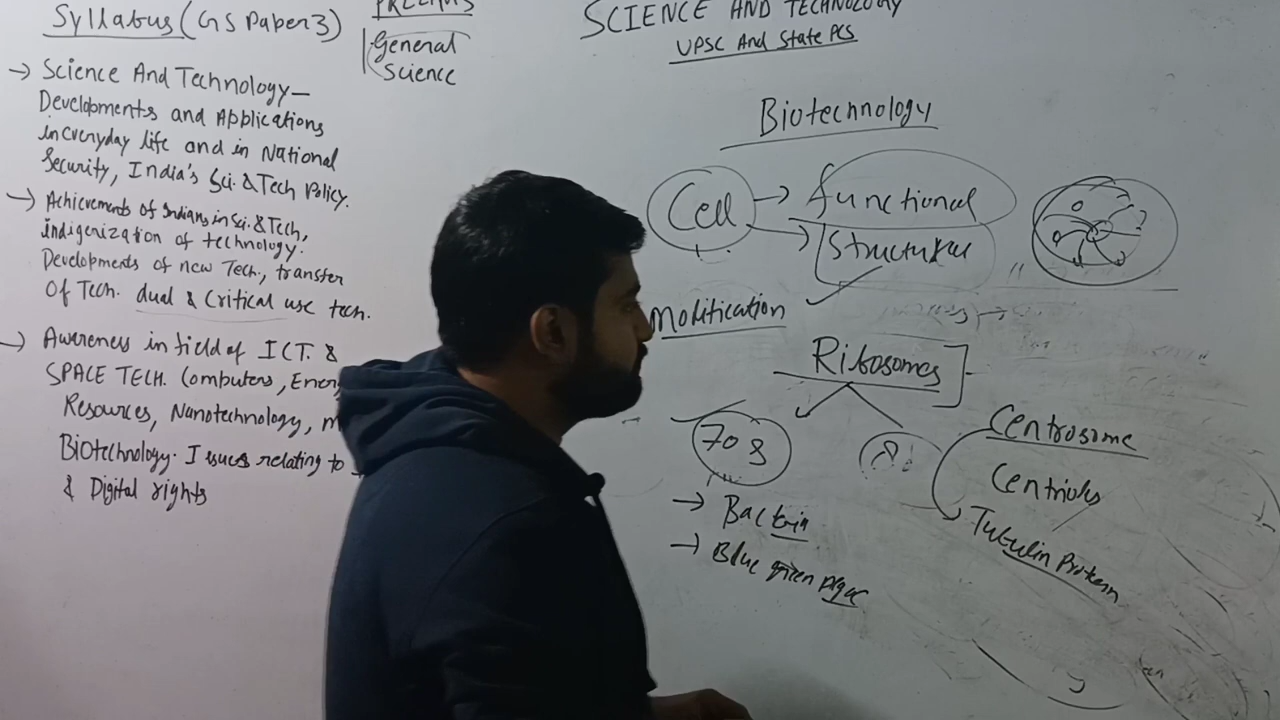 Syllabus (GS Paper 3)
→ Science And Technology—
Developments and Applications
in everyday life and in National
Security, India's Sci. & Tech Policy.
→ Achievements of Indians in Sci. & Tech,
indigenization of technology.
Developments of new Tech., transfer
Of Tech. dual & Critical use tech.
→ Awareness in field of ICT. &
SPACE TECH. Computers, Ener
Resources, Nanotechnology, m
Biotechnology. Issues relating to
& Digital rights
PRELIMS
General
Science
SCIENCE AND TECHNOLOGY
UPSC And State PCS
Biotechnology
Cell → functional
→ Structural
Molification
Ribosomes
70 S
8
→ Bacteria
→ Blue green algae
Centrosome
Centrioles
Tubulin Protein